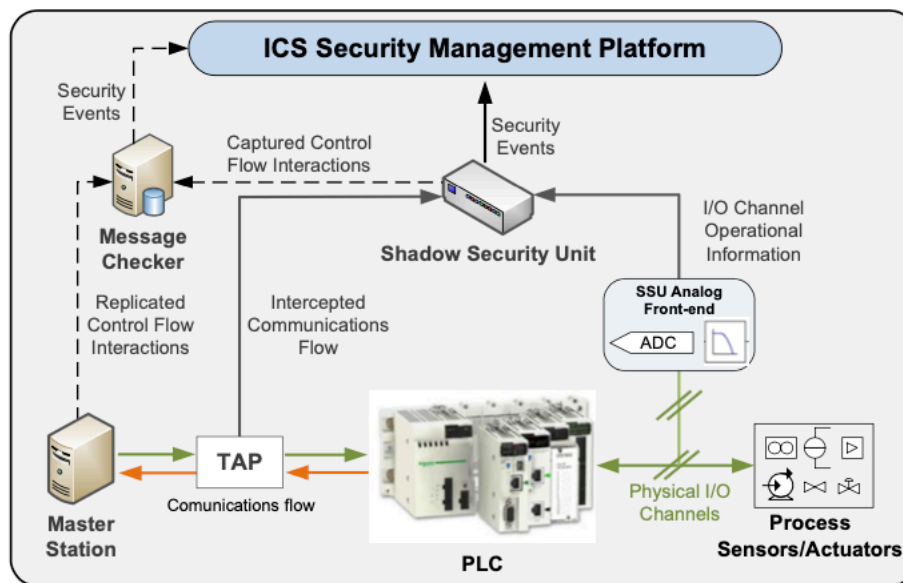 ICS Security Management Platform
Security
Events
Captured Control
Flow Interactions
Security
Events
Message
Checker
Shadow Security Unit
I/O Channel
Operational
Information
Replicated
Control Flow
Interactions
Intercepted
Communications
Flow
SSU Analog
Front-end
ADC
TAP
Comunications flow
Master
Station
PLC
Physical I/O
Channels
Process
Sensors/Actuators